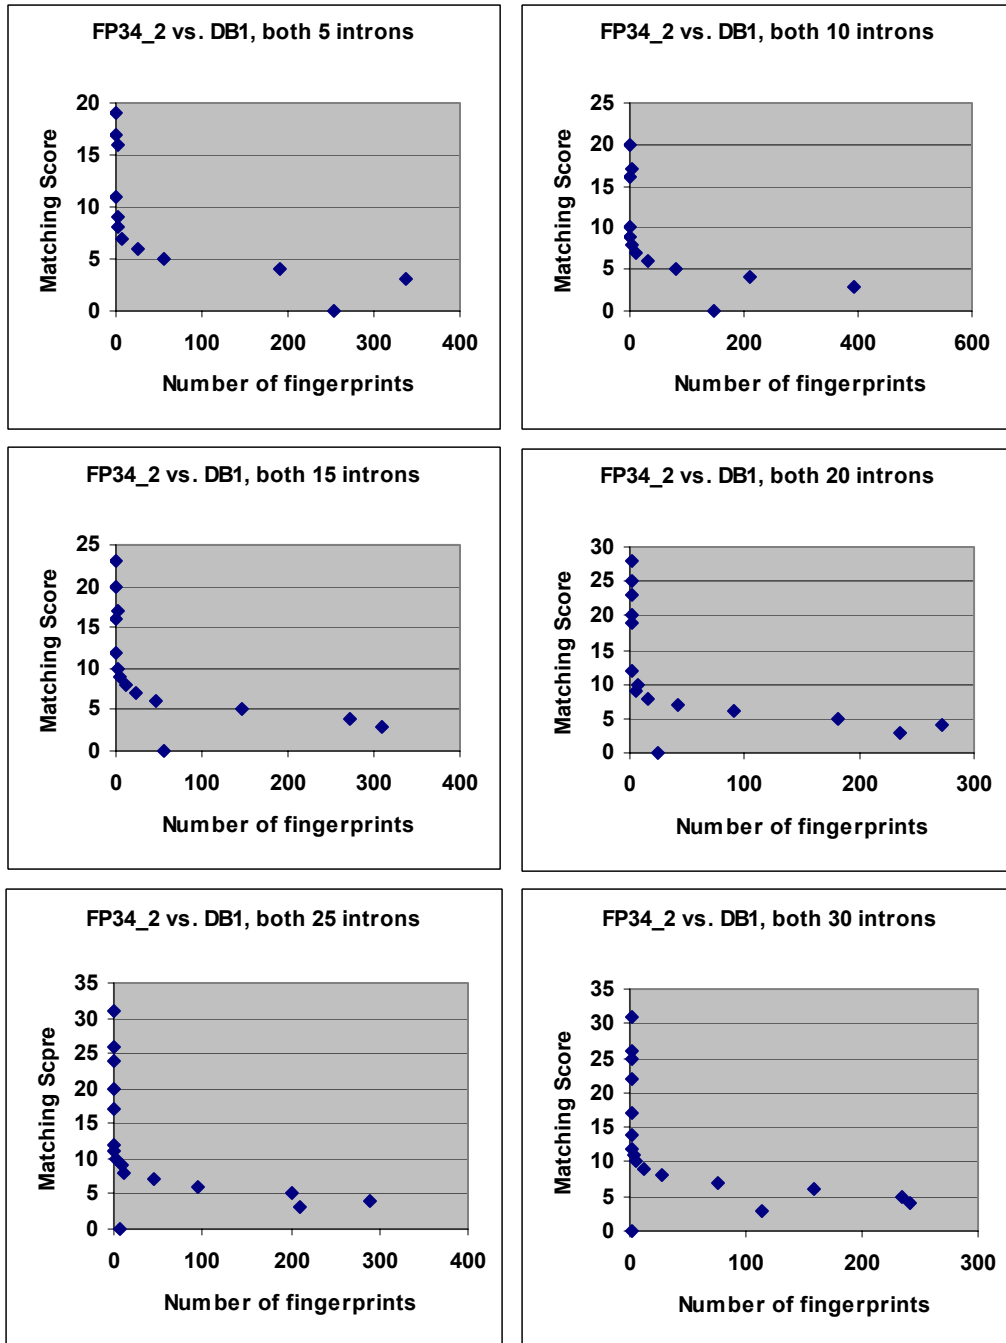 FP34_2 vs. DB1, both 5 introns
20
15
10
5
0
0 100 200 300 400
Matching Score
Number of fingerprints
FP34_2 vs. DB1, both 10 introns
25
20
15
10
5
0
0 200 400 600
Matching Score
Number of fingerprints
FP34_2 vs. DB1, both 15 introns
25
20
15
10
5
0
0 100 200 300 400
Matching Score
Number of fingerprints
FP34_2 vs. DB1, both 20 introns
30
25
20
15
10
5
0
0 100 200 300
Matching Score
Number of fingerprints
FP34_2 vs. DB1, both 25 introns
35
30
25
20
15
10
5
0
0 100 200 300 400
Matching Scpre
Number of fingerprints
FP34_2 vs. DB1, both 30 introns
35
30
25
20
15
10
5
0
0 100 200 300
Matching Score
Number of fingerprints